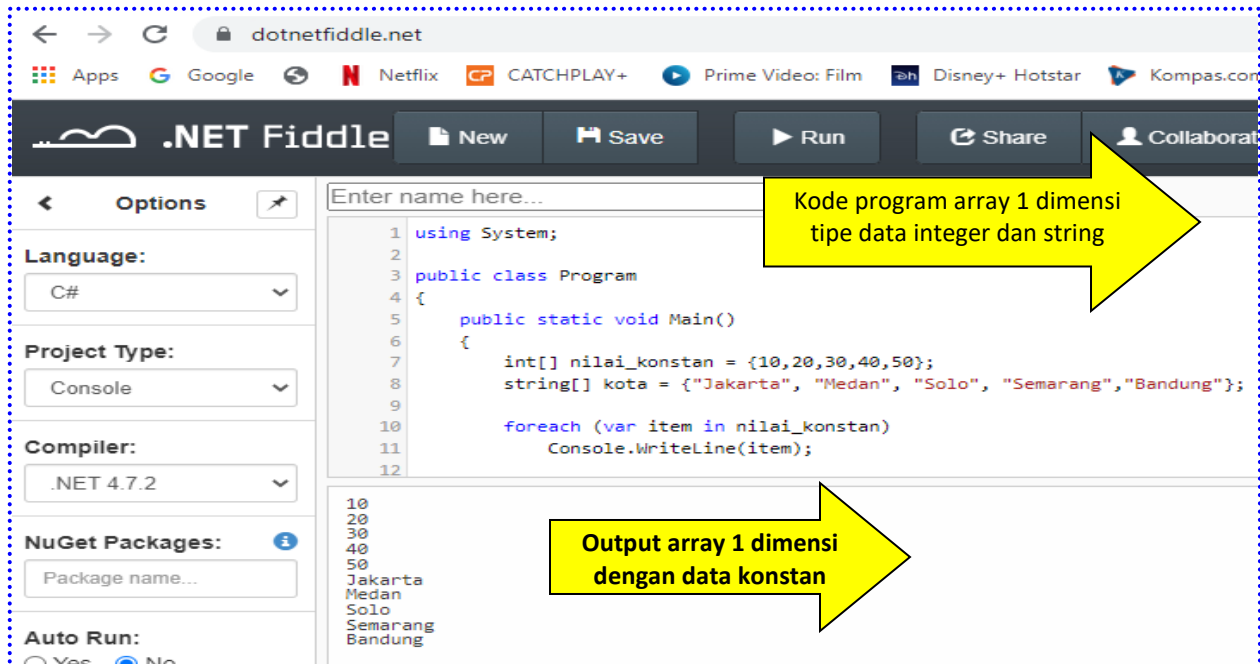 dotnetfiddle.net
Apps Google Netflix CP CATCHPLAY+ Prime Video: Film Disney+ Hotstar Kompas.com
.NET Fiddle New Save Run Share Collaborat
Options
Enter name here...
Kode program array 1 dimensi
tipe data integer dan string
Language:
C#
Project Type:
Console
Compiler:
.NET 4.7.2
NuGet Packages:
Package name...
Auto Run:
Yes No
1 using System;
2
3 public class Program
4 {
5 public static void Main()
6 {
7 int[] nilai_konstan = {10,20,30,40,50};
8 string[] kota = {"Jakarta", "Medan", "Solo", "Semarang","Bandung"};
9
10 foreach (var item in nilai_konstan)
11 Console.WriteLine(item);
12
10
20
30
40
50
Jakarta
Medan
Solo
Semarang
Bandung
Output array 1 dimensi
dengan data konstan